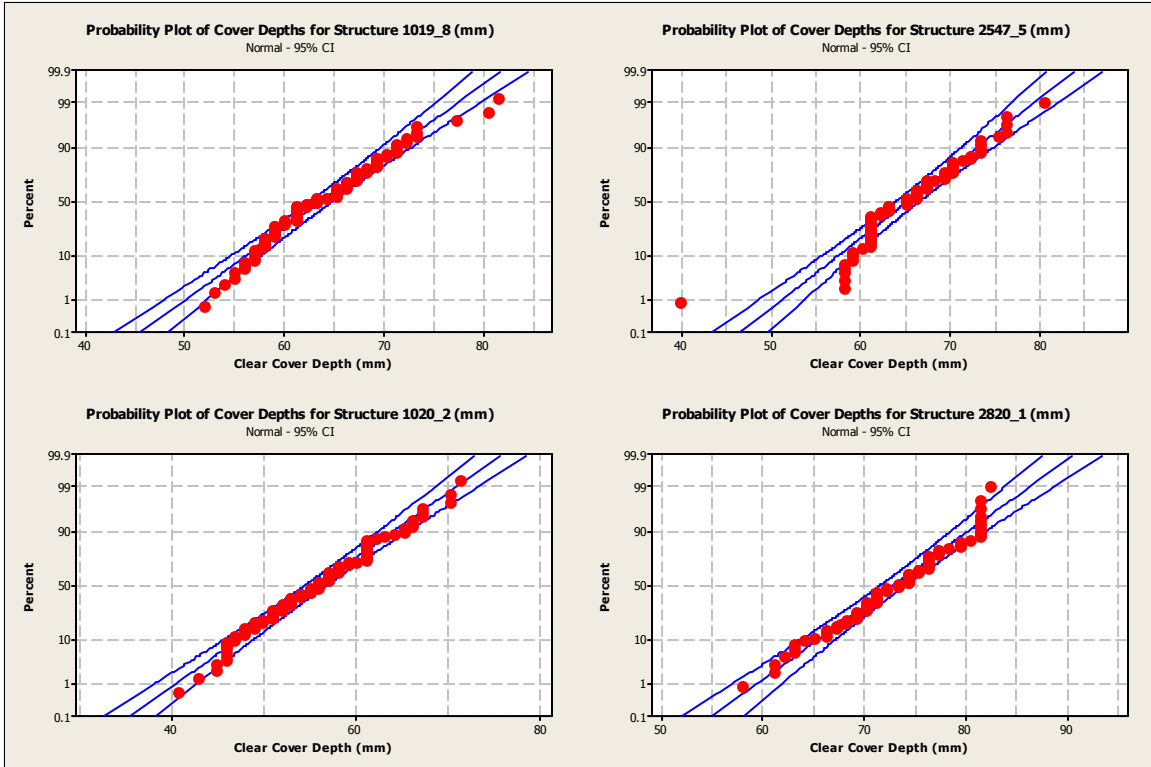 Probability Plot of Cover Depths for Structure 1019_8 (mm)
Normal - 95% CI
99.9
99
90
50
10
1
0.1
Percent
40 50 60 70 80
Clear Cover Depth (mm)
Probability Plot of Cover Depths for Structure 2547_5 (mm)
Normal - 95% CI
99.9
99
90
50
10
1
0.1
Percent
40 50 60 70 80
Clear Cover Depth (mm)
Probability Plot of Cover Depths for Structure 1020_2 (mm)
Normal - 95% CI
99.9
99
90
50
10
1
0.1
Percent
40 60 80
Clear Cover Depth (mm)
Probability Plot of Cover Depths for Structure 2820_1 (mm)
Normal - 95% CI
99.9
99
90
50
10
1
0.1
Percent
50 60 70 80 90
Clear Cover Depth (mm)